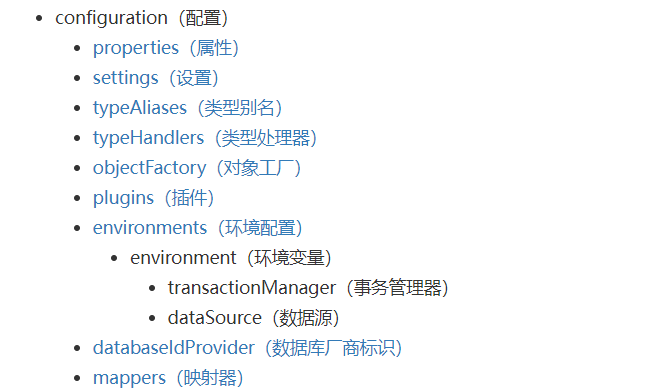 configuration（配置）
properties（属性）
settings（设置）
typeAliases（类型别名）
typeHandlers（类型处理器）
objectFactory（对象工厂）
plugins（插件）
environments（环境配置）
environment（环境变量）
transactionManager（事务管理器）
dataSource（数据源）
databaseIdProvider（数据库厂商标识）
mappers（映射器）